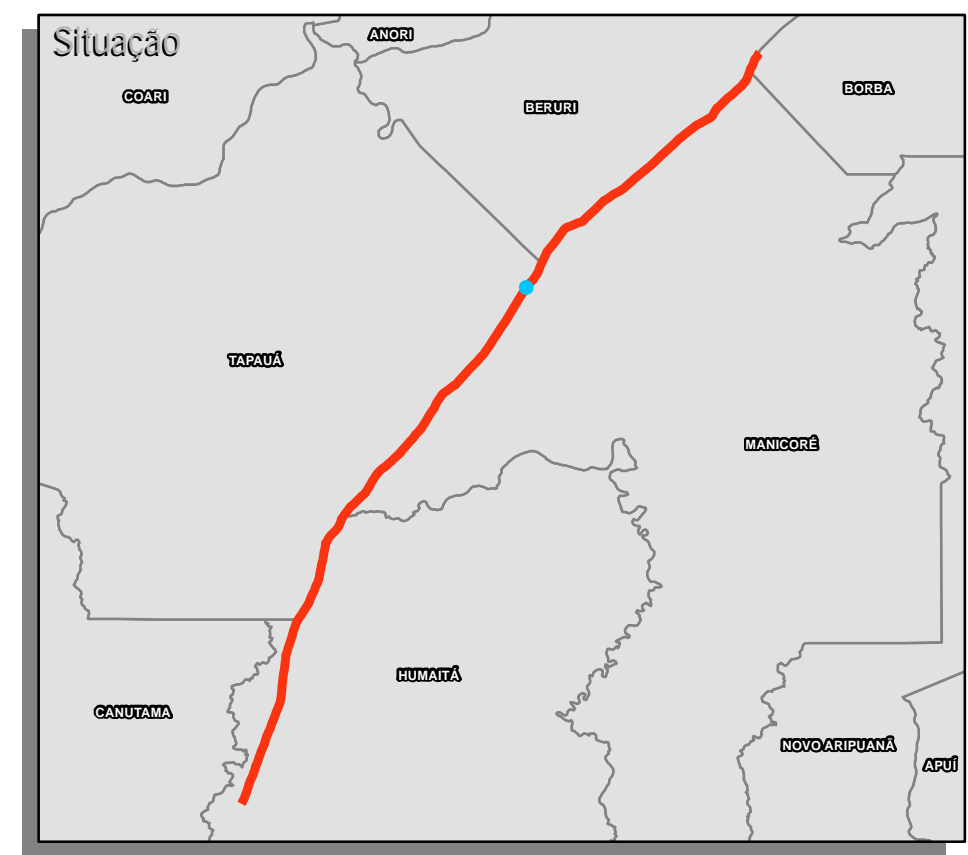 Situação
ANORI
COARI
BORBA
BERURI
TAPAUÁ
MANICORÉ
HUMAITÁ
CANUTAMA
NOVO ARIPUANÃ
APUÍ